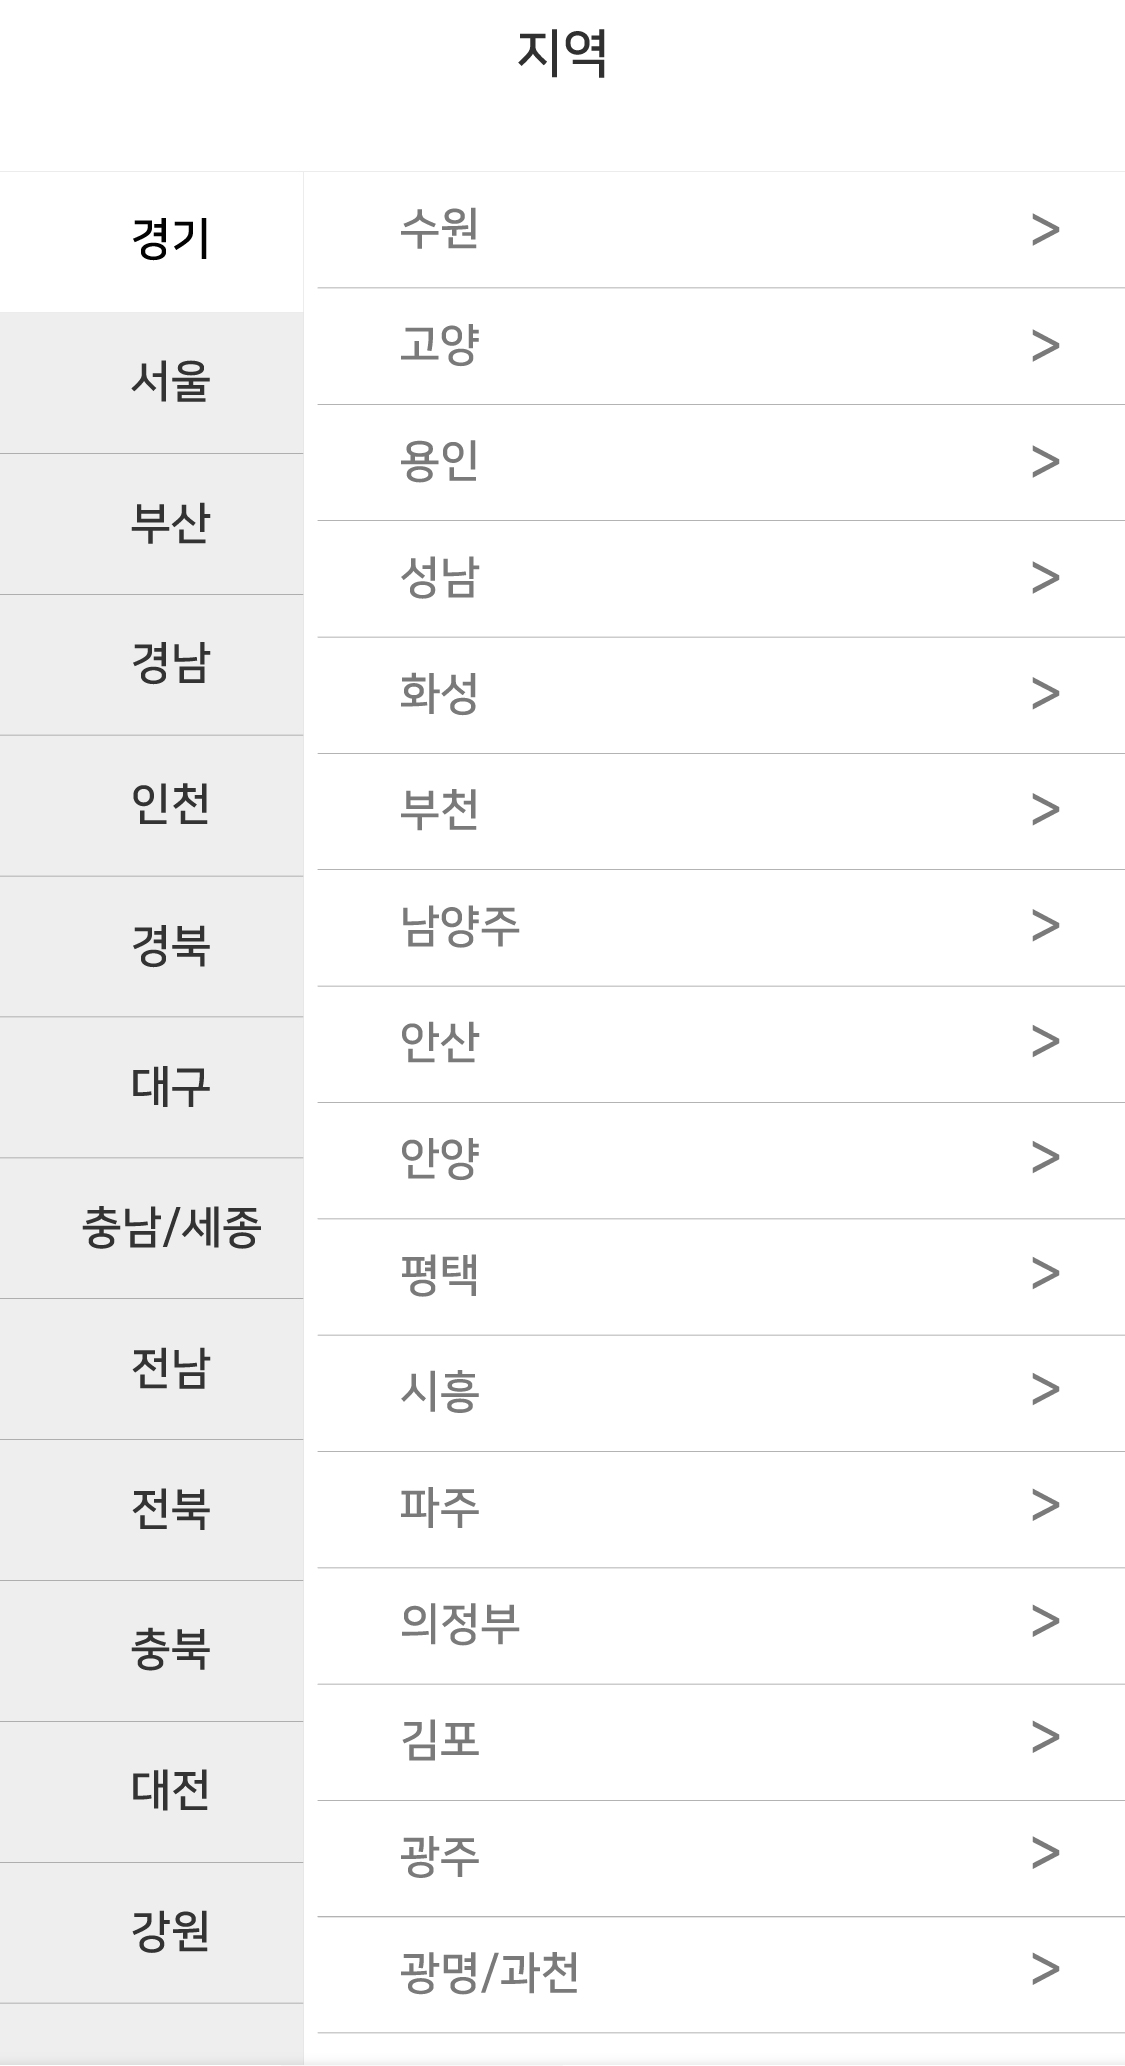 지역
경기
서울
부산
경남
인천
경북
대구
충남/세종
전남
전북
충북
대전
강원
수원 >
고양 >
용인 >
성남 >
화성 >
부천 >
남양주 >
안산 >
안양 >
평택 >
시흥 >
파주 >
의정부 >
김포 >
광주 >
광명/과천 >